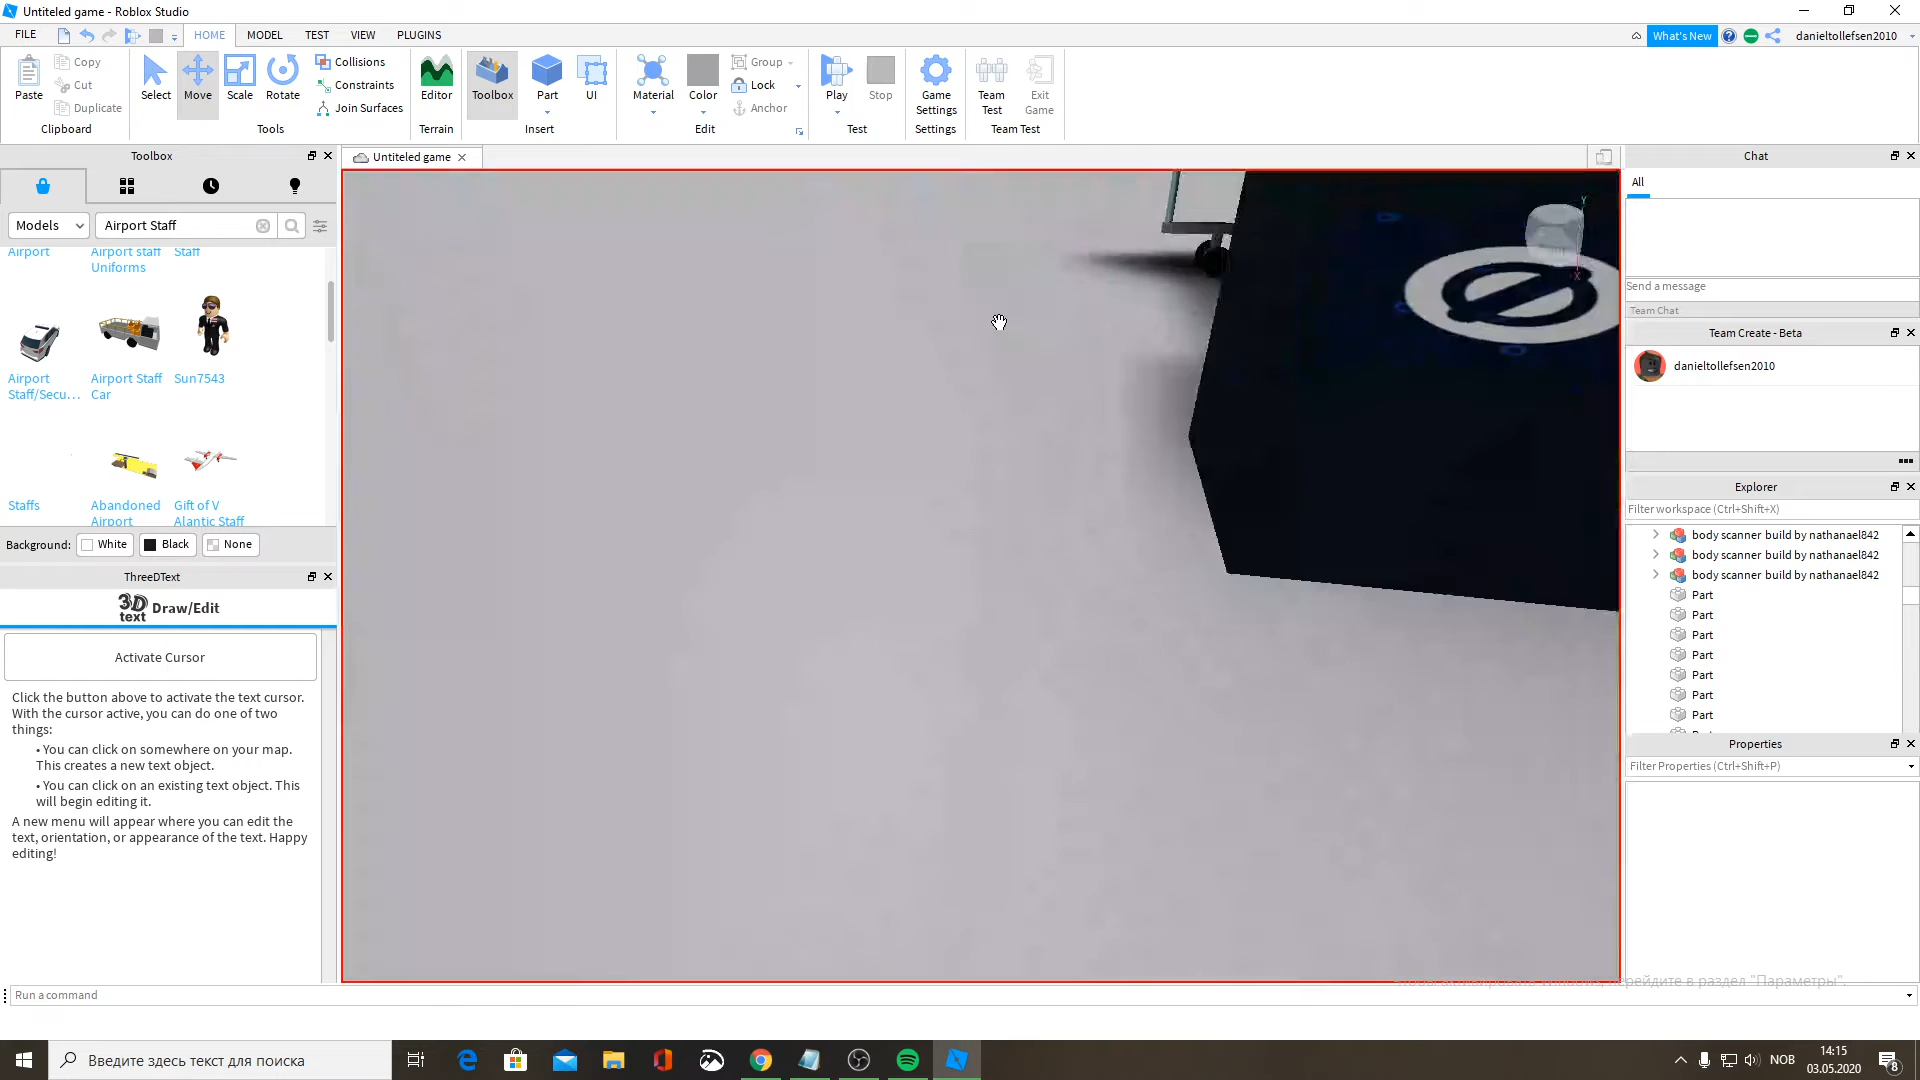 Untiteled game - Roblox Studio
FILE HOME MODEL TEST VIEW PLUGINS What's New danieltollefsen2010
Paste Copy Cut Duplicate Clipboard
Select Move Scale Rotate Collisions Constraints Join Surfaces Tools
Editor Terrain
Toolbox Part UI Insert
Material Color Group Lock Anchor Edit
Play Stop Test
Game Settings Settings
Team Test Exit Game Team Test
Toolbox
Untiteled game
Models Airport Staff
Airport
Airport staff Uniforms
Staff
Airport Staff/Secu...
Airport Staff Car
Sun7543
Staffs
Abandoned Airport
Gift of V Alantic Staff
Background: White Black None
ThreeDText
3D text Draw/Edit
Activate Cursor
Click the button above to activate the text cursor.
With the cursor active, you can do one of two
things:
• You can click on somewhere on your map.
This creates a new text object.
• You can click on an existing text object. This
will begin editing it.
A new menu will appear where you can edit the
text, orientation, or appearance of the text. Happy
editing!
Y
X
Chat
All
Send a message
Team Chat
Team Create - Beta
danieltollefsen2010
Explorer
Filter workspace (Ctrl+Shift+X)
body scanner build by nathanael842
body scanner build by nathanael842
body scanner build by nathanael842
Part
Part
Part
Part
Part
Part
Part
Properties
Filter Properties (Ctrl+Shift+P)
перейдите в раздел "Параметры".
Run a command
Введите здесь текст для поиска
NOB
14:15
03.05.2020
8